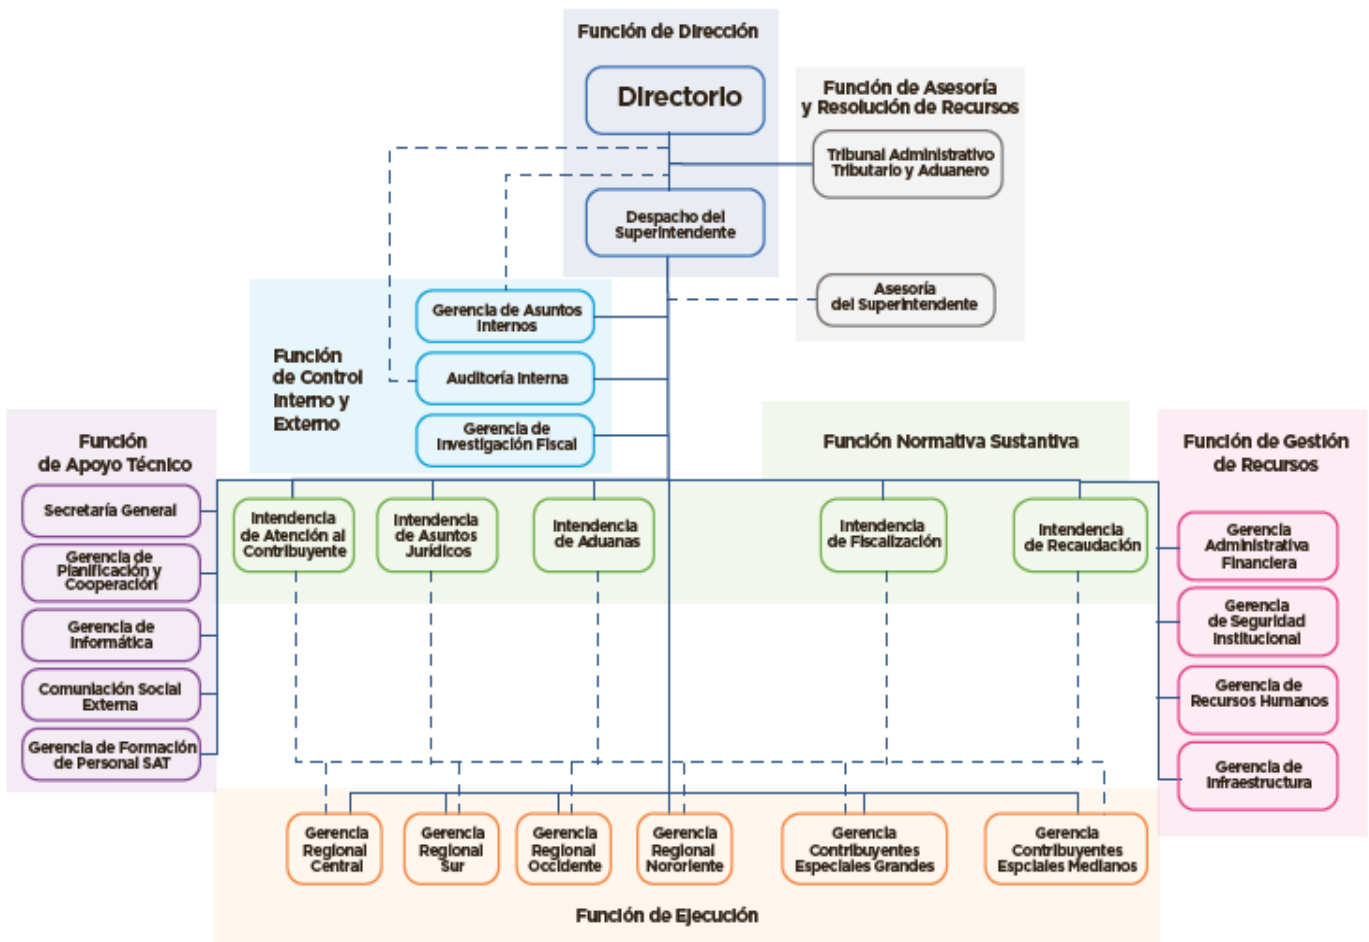 Función de Dirección
Directorio
Despacho del
Superintendente
Función de Asesoría
y Resolución de Recursos
Tribunal Administrativo
Tributario y Aduanero
Asesoría
del Superintendente
Función
de Control
Interno y
Externo
Gerencia de Asuntos
Internos
Auditoría Interna
Gerencia de
Investigación Fiscal
Función
de Apoyo Técnico
Secretaría General
Gerencia de
Planificación y
Cooperación
Gerencia de
Informática
Comuniación Social
Externa
Gerencia de Formación
de Personal SAT
Función Normativa Sustantiva
Intendencia
de Atención al
Contribuyente
Intendencia
de Asuntos
Jurídicos
Intendencia
de Aduanas
Intendencia
de Fiscalización
Intendencia
de Recaudación
Función de Gestión
de Recursos
Gerencia
Administrativa
Financiera
Gerencia
de Seguridad
Institucional
Gerencia de
Recursos Humanos
Gerencia de
Infraestructura
Gerencia
Regional
Central
Gerencia
Regional
Sur
Gerencia
Regional
Occidente
Gerencia
Regional
Nororiente
Gerencia
Contribuyentes
Especiales Grandes
Gerencia
Contribuyentes
Espciales Medianos
Función de Ejecución